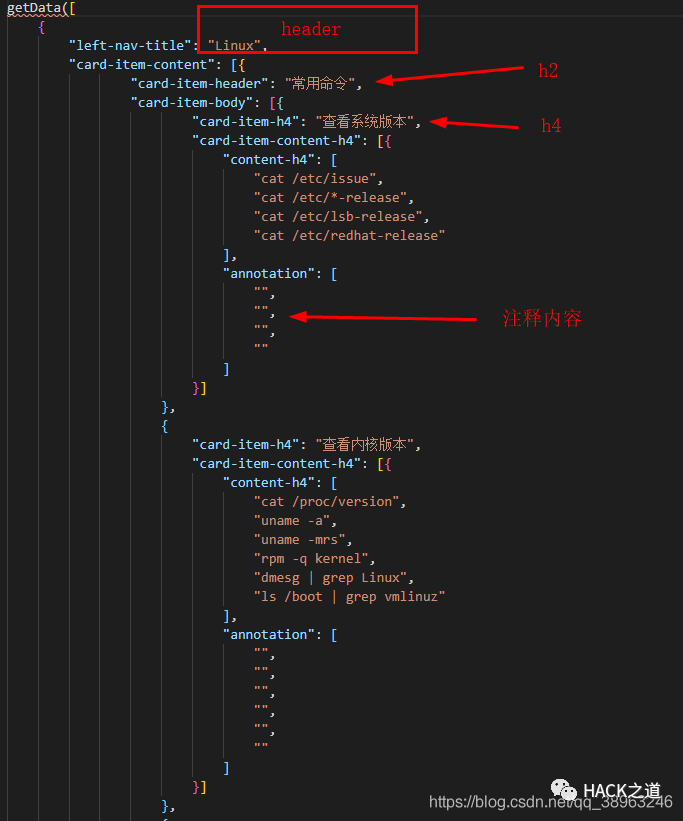 getData([
{
header
"left-nav-title": "Linux",
"card-item-content": [{
h2
"card-item-header": "常用命令",
"card-item-body": [{
"card-item-h4": "查看系统版本",
h4
"card-item-content-h4": [{
"content-h4": [
"cat /etc/issue",
"cat /etc/*-release",
"cat /etc/lsb-release",
"cat /etc/redhat-release"
],
"annotation": [
"",
"",
注释内容
"",
""
]
}]
},
{
"card-item-h4": "查看内核版本",
"card-item-content-h4": [{
"content-h4": [
"cat /proc/version",
"uname -a",
"uname -mrs",
"rpm -q kernel",
"dmesg | grep Linux",
"ls /boot | grep vmlinuz"
],
"annotation": [
"",
"",
"",
"",
"",
""
]
}]
},
HACK之道
https://blog.csdn.net/qq_38963246